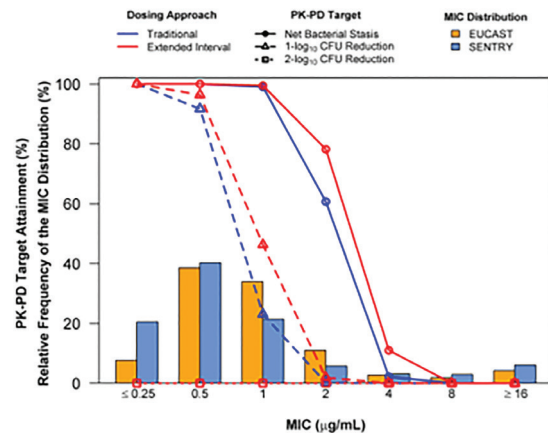 Dosing Approach PK-PD Target MIC Distribution
Traditional Net Bacterial Stasis EUCAST
Extended Interval 1-log10 CFU Reduction SENTRY
2-log10 CFU Reduction
PK-PD Target Attainment (%)
Relative Frequency of the MIC Distribution (%)
100
80
60
40
20
0
≤ 0.25 0.5 1 2 4 8 ≥ 16
MIC (μg/mL)